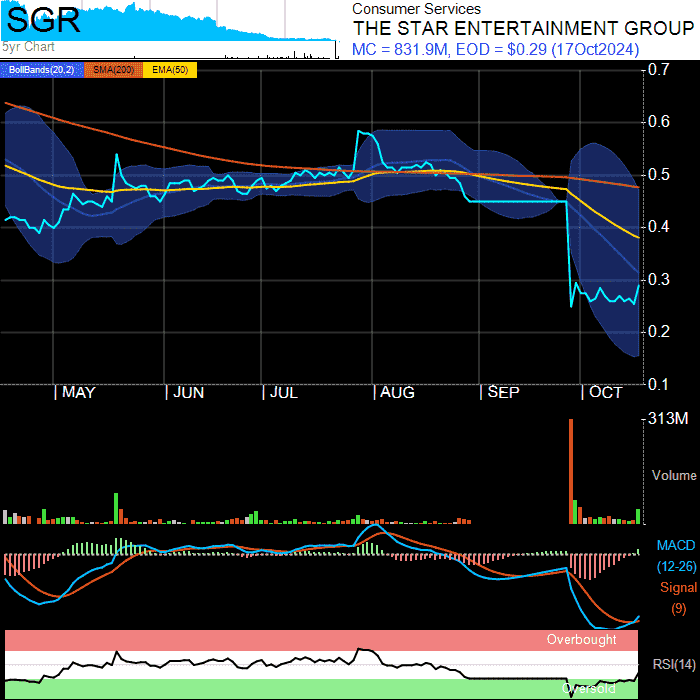 SGR
5yr Chart
Consumer Services
THE STAR ENTERTAINMENT GROUP
MC = 831.9M, EOD = $0.29 (17Oct2024)
BollBands(20,2) SMA(200) EMA(50)
0.7
0.6
0.5
0.4
0.3
0.2
0.1
MAY JUN JUL AUG SEP OCT
313M
Volume
MACD
(12-26)
Signal
(9)
Overbought
RSI(14)
Oversold